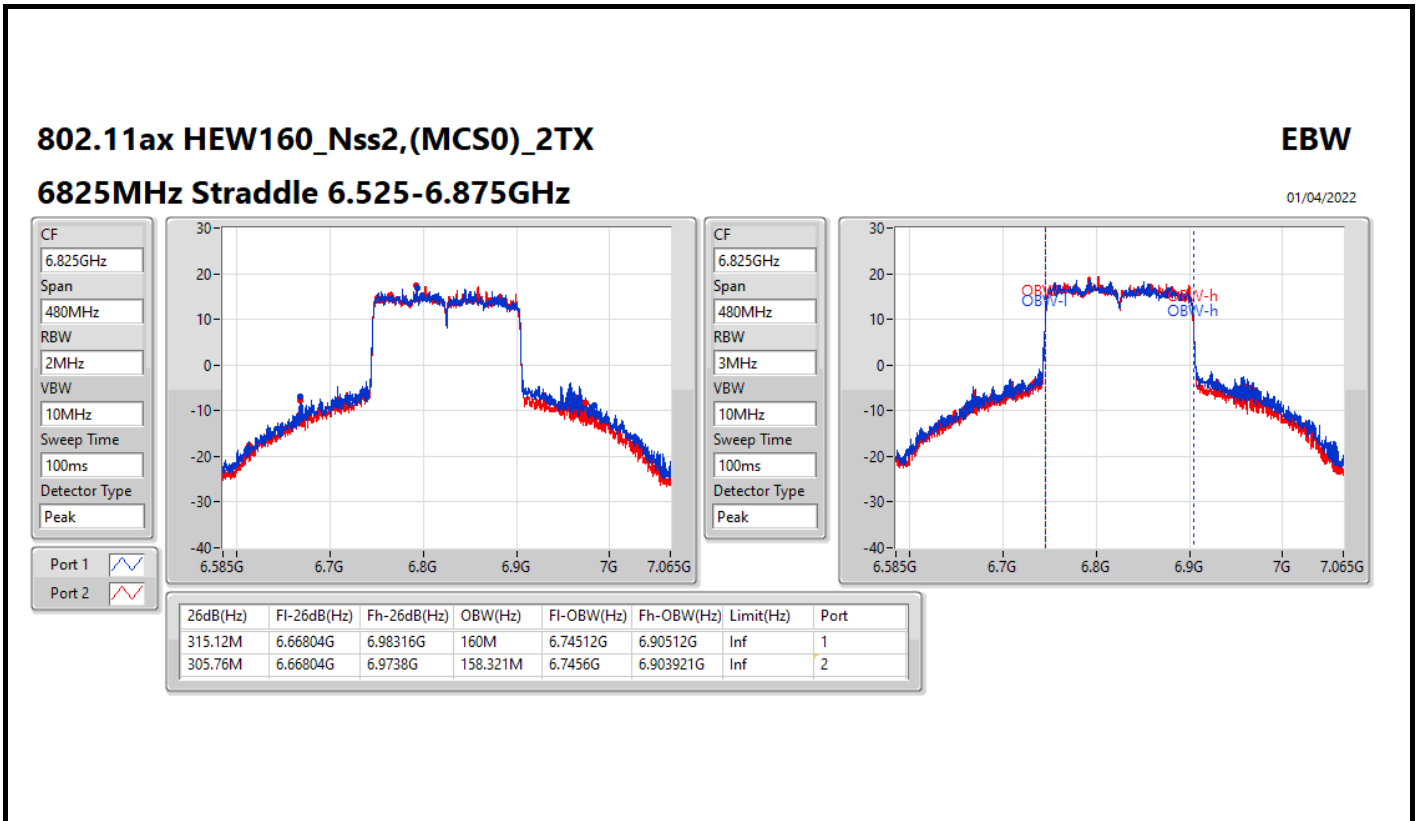 802.11ax HEW160_Nss2,(MCS0)_2TX
EBW
6825MHz Straddle 6.525-6.875GHz
01/04/2022
CF
6.825GHz
Span
480MHz
RBW
2MHz
VBW
10MHz
Sweep Time
100ms
Detector Type
Peak
Port 1
Port 2
30
20
10
0
-10
-20
-30
-40
6.585G 6.7G 6.8G 6.9G 7G 7.065G
CF
6.825GHz
Span
480MHz
RBW
3MHz
VBW
10MHz
Sweep Time
100ms
Detector Type
Peak
30
20
10
0
-10
-20
-30
-40
OBW-l
OBW-h
OBW-h
6.585G 6.7G 6.8G 6.9G 7G 7.065G
26dB(Hz) Fl-26dB(Hz) Fh-26dB(Hz) OBW(Hz) Fl-OBW(Hz) Fh-OBW(Hz) Limit(Hz) Port
315.12M 6.66804G 6.98316G 160M 6.74512G 6.90512G Inf 1
305.76M 6.66804G 6.9738G 158.321M 6.7456G 6.903921G Inf 2